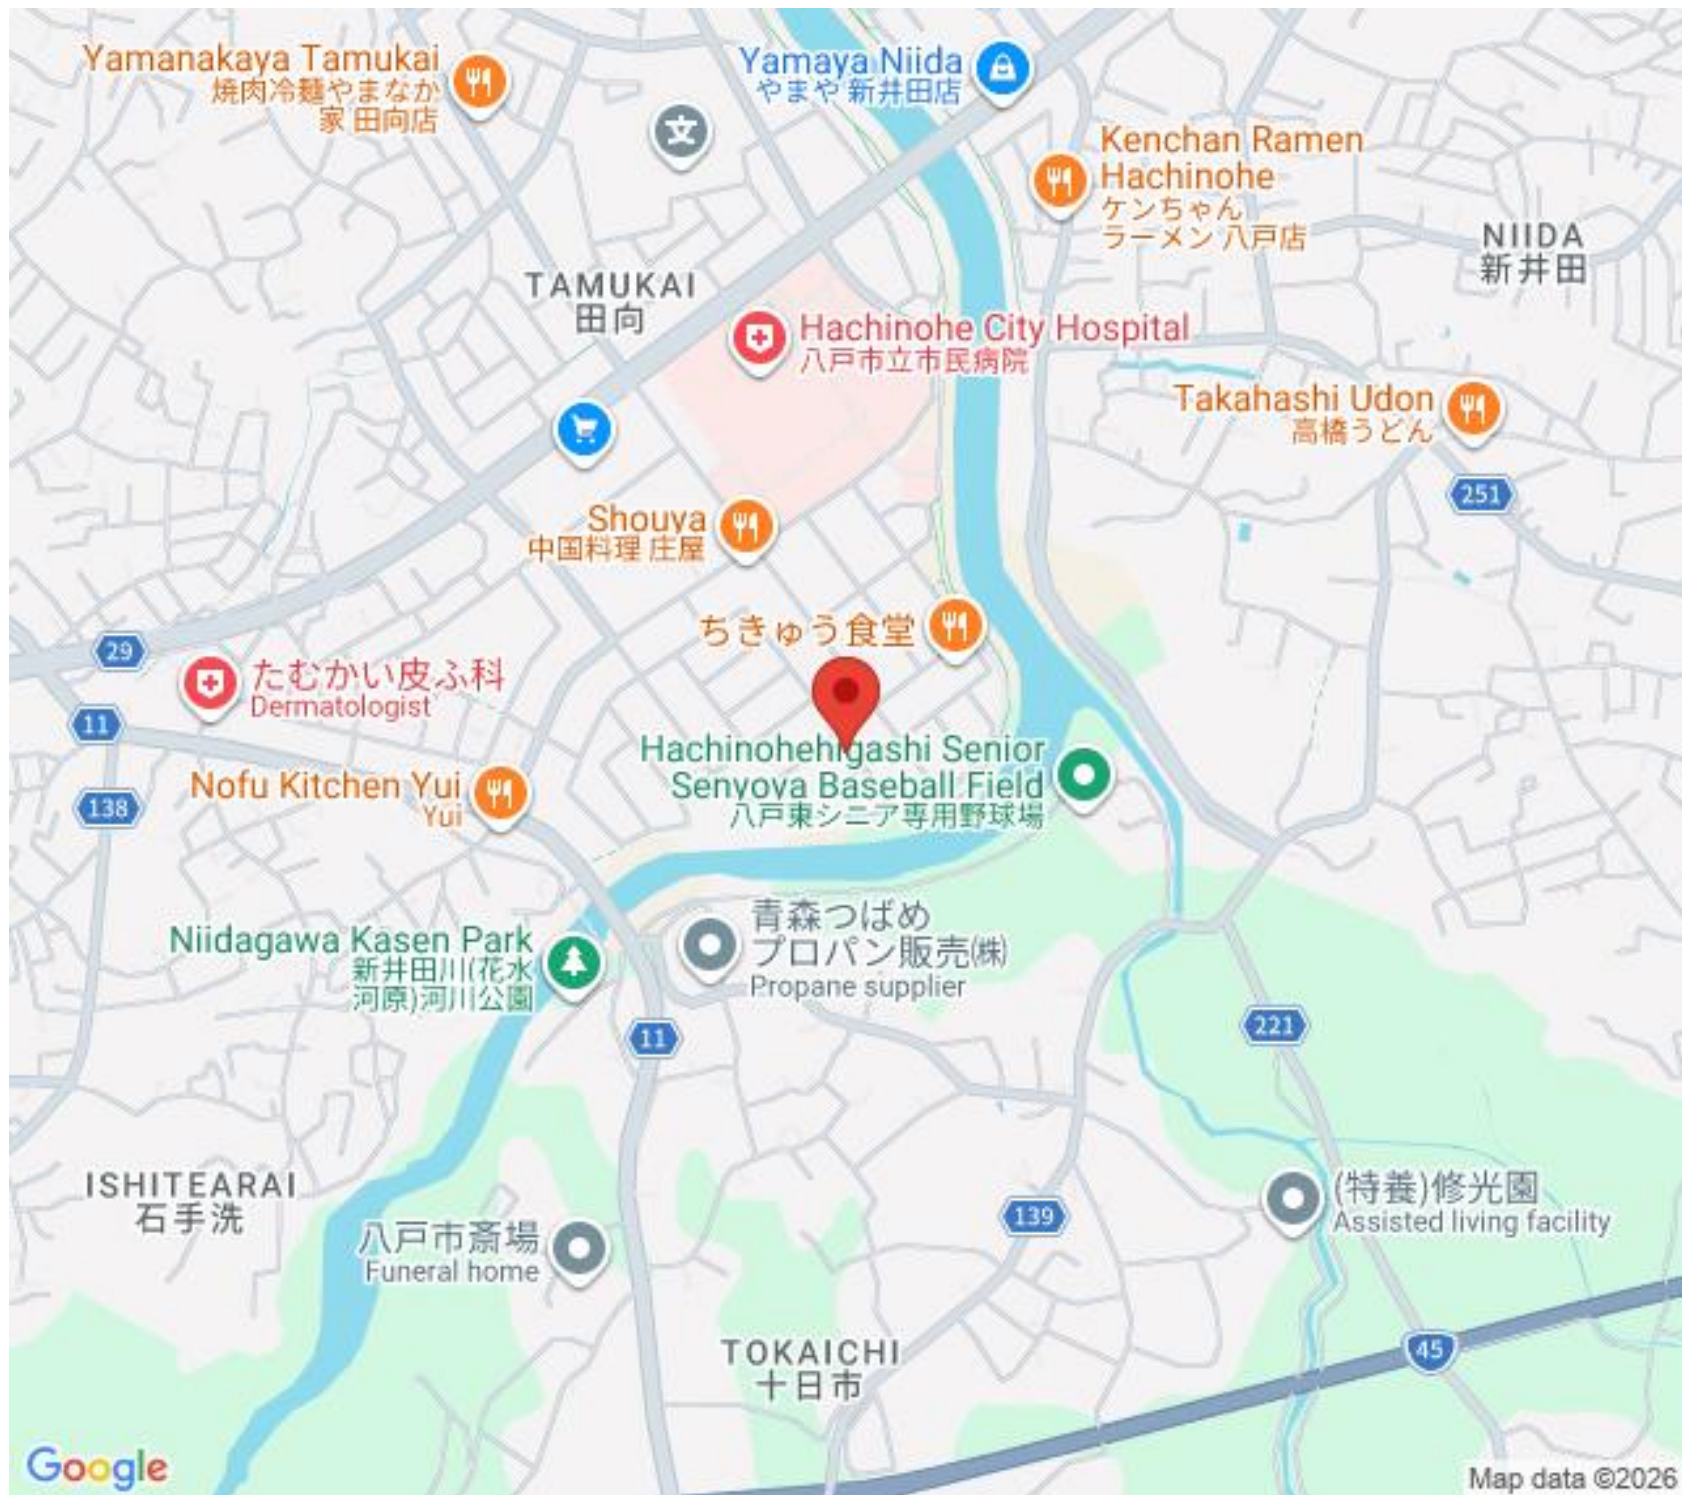 Yamanakaya Tamukai
焼肉冷麺やまなか
家 田向店
文
Yamaya Niida
やまや 新井田店
Kenchan Ramen
Hachinohe
ケンちゃん
ラーメン 八戸店
NIIDA
新井田
TAMUKAI
田向
Hachinohe City Hospital
八戸市立市民病院
Takahashi Udon
高橋うどん
251
Shouya
中国料理 庄屋
ちきゅう食堂
29
たむかい皮ふ科
Dermatologist
11
138
Nofu Kitchen Yui
Yui
Hachinohehigashi Senior
Senyoya Baseball Field
八戸東シニア専用野球場
青森つばめ
プロパン販売㈱
Propane supplier
Niidagawa Kasen Park
新井田川(花水
河原)河川公園
11
221
ISHITEARAI
石手洗
139
(特養)修光園
Assisted living facility
八戸市斎場
Funeral home
TOKAICHI
十日市
45
Google
Map data ©2026